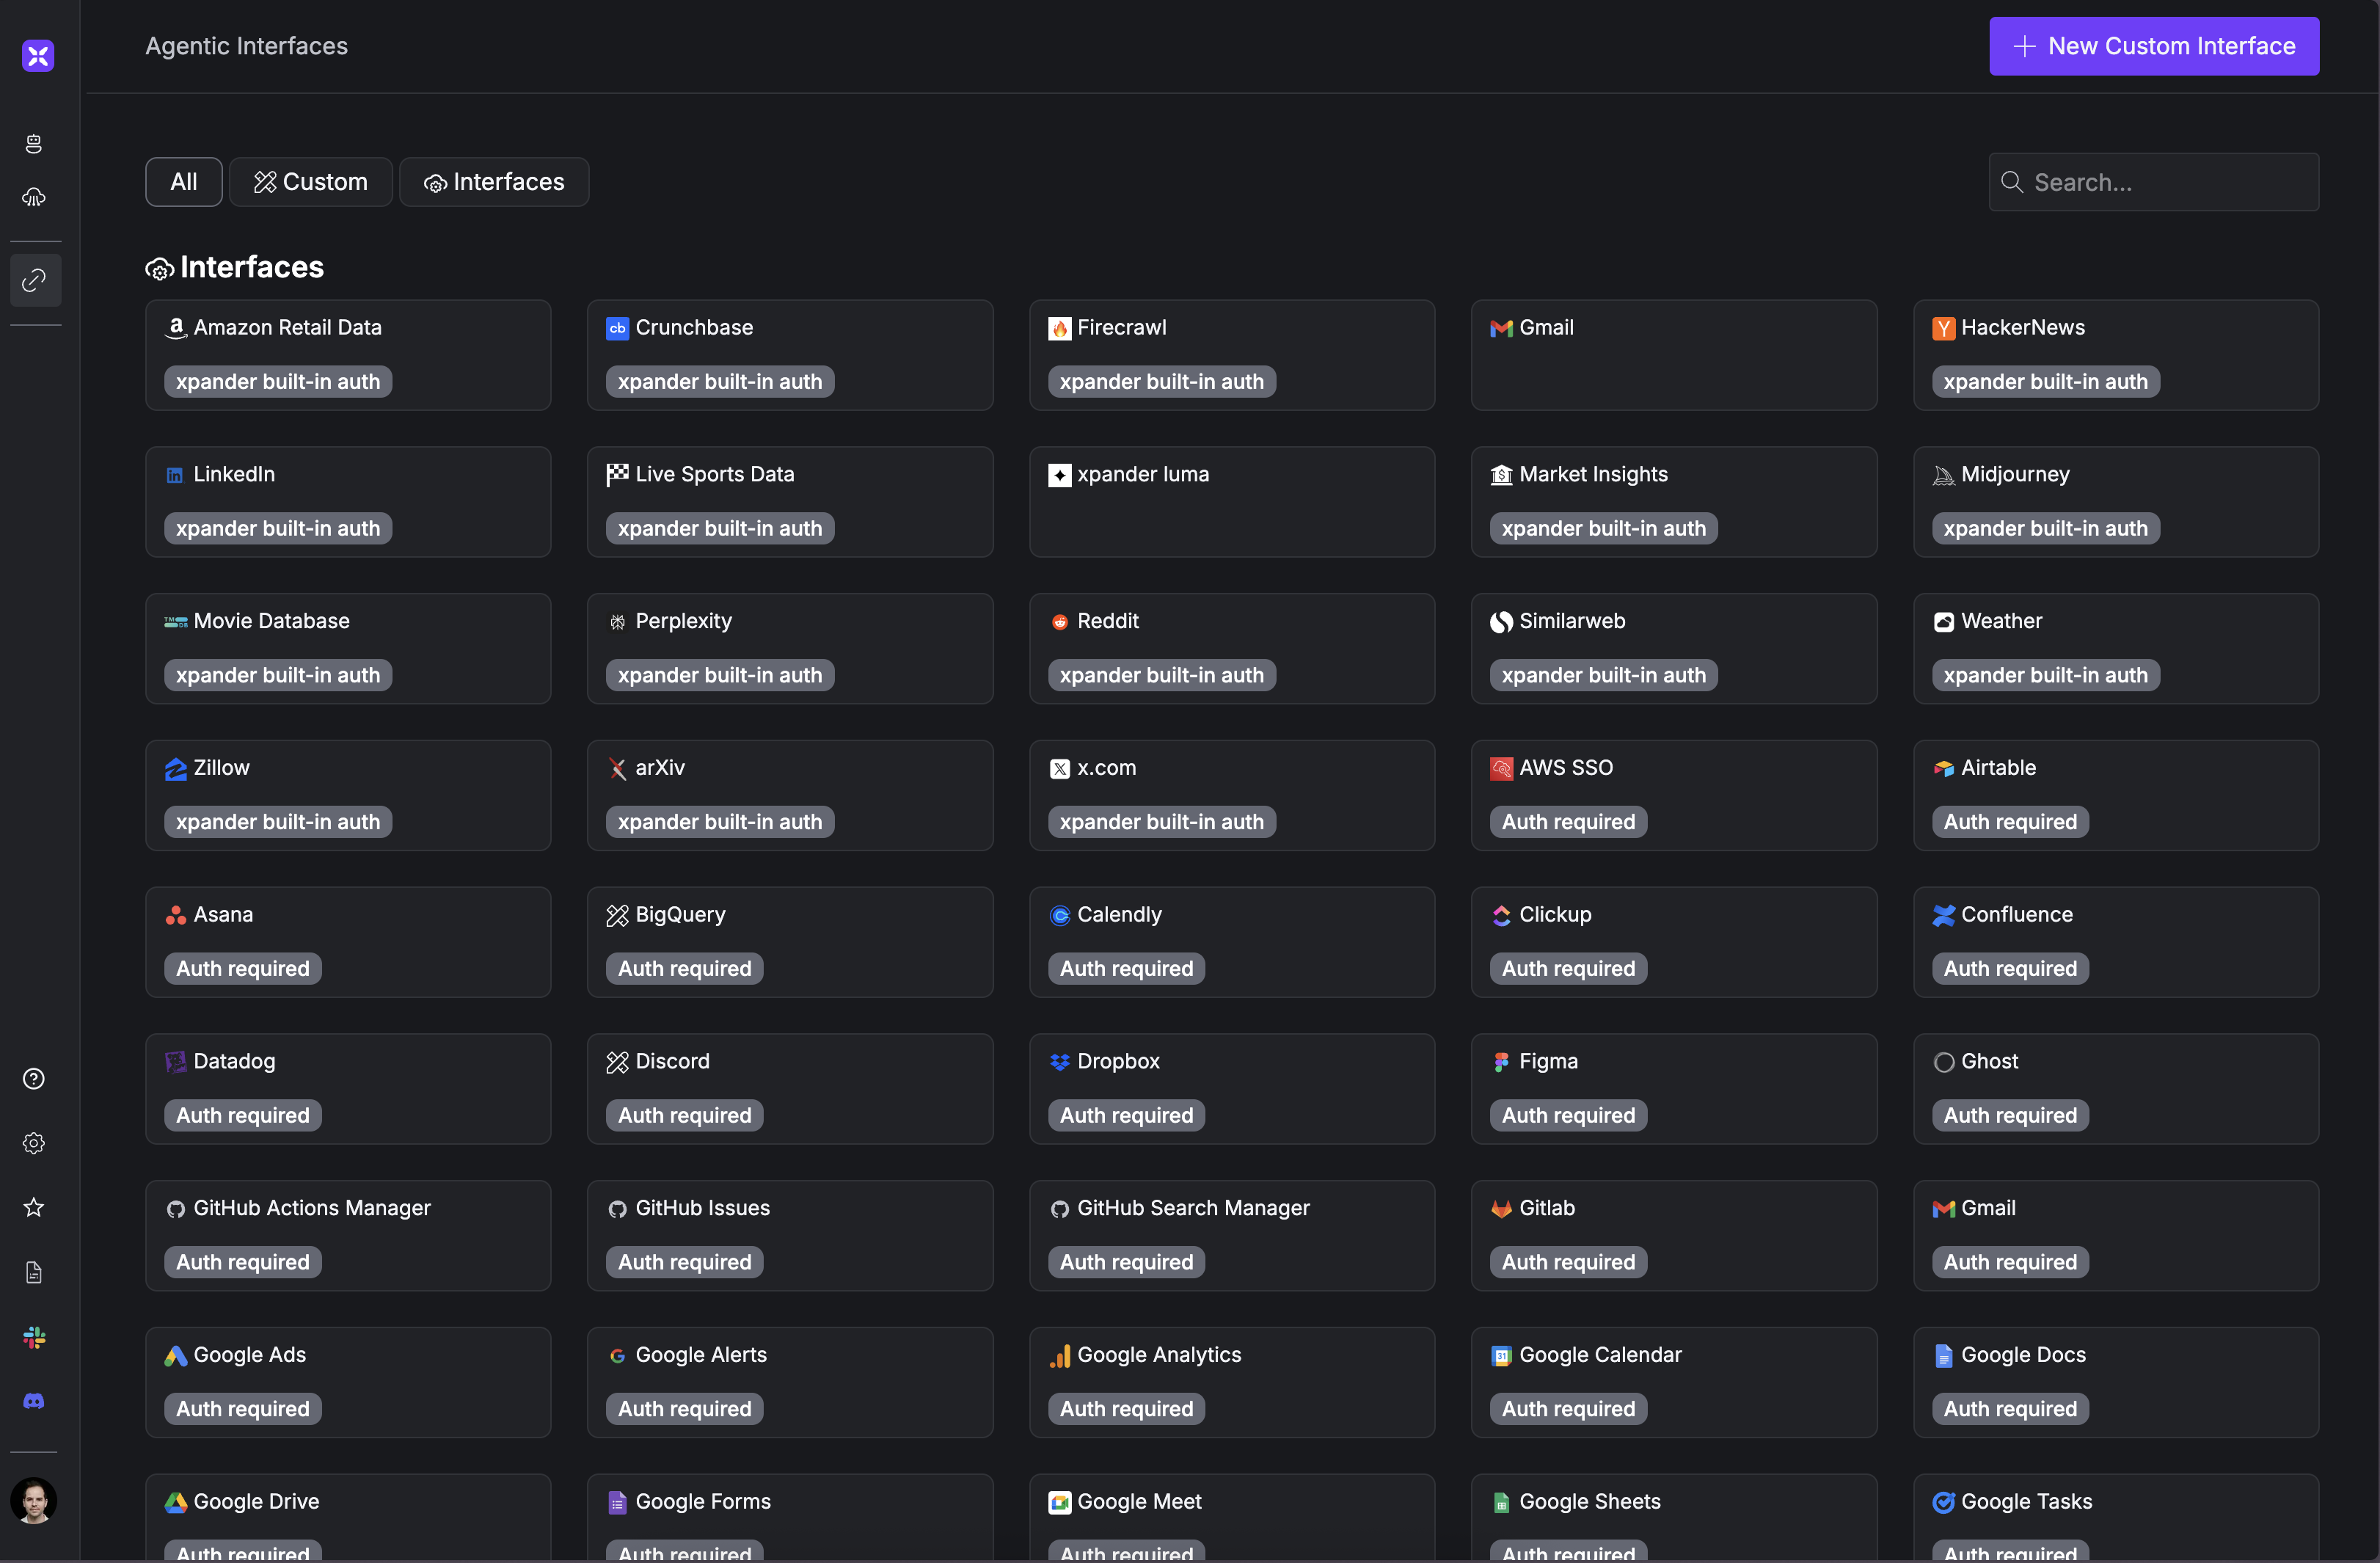 Agentic Interfaces
New Custom Interface
All
Custom
Interfaces
Search...
Interfaces
Amazon Retail Data
xpander built-in auth
cb
Crunchbase
xpander built-in auth
Firecrawl
xpander built-in auth
Gmail
Y
HackerNews
xpander built-in auth
in
LinkedIn
xpander built-in auth
Live Sports Data
xpander built-in auth
xpander luma
Market Insights
xpander built-in auth
Midjourney
xpander built-in auth
Movie Database
xpander built-in auth
Perplexity
xpander built-in auth
Reddit
xpander built-in auth
Similarweb
xpander built-in auth
Weather
xpander built-in auth
Zillow
xpander built-in auth
arXiv
xpander built-in auth
x.com
xpander built-in auth
AWS SSO
Auth required
Airtable
Auth required
Asana
Auth required
BigQuery
Auth required
Calendly
Auth required
Clickup
Auth required
Confluence
Auth required
Datadog
Auth required
Discord
Auth required
Dropbox
Auth required
Figma
Auth required
Ghost
Auth required
GitHub Actions Manager
Auth required
GitHub Issues
Auth required
GitHub Search Manager
Auth required
Gitlab
Auth required
Gmail
Auth required
Google Ads
Auth required
Google Alerts
Auth required
Google Analytics
Auth required
31
Google Calendar
Auth required
Google Docs
Auth required
Google Drive
Auth required
Google Forms
Auth required
Google Meet
Auth required
Google Sheets
Auth required
Google Tasks
Auth required